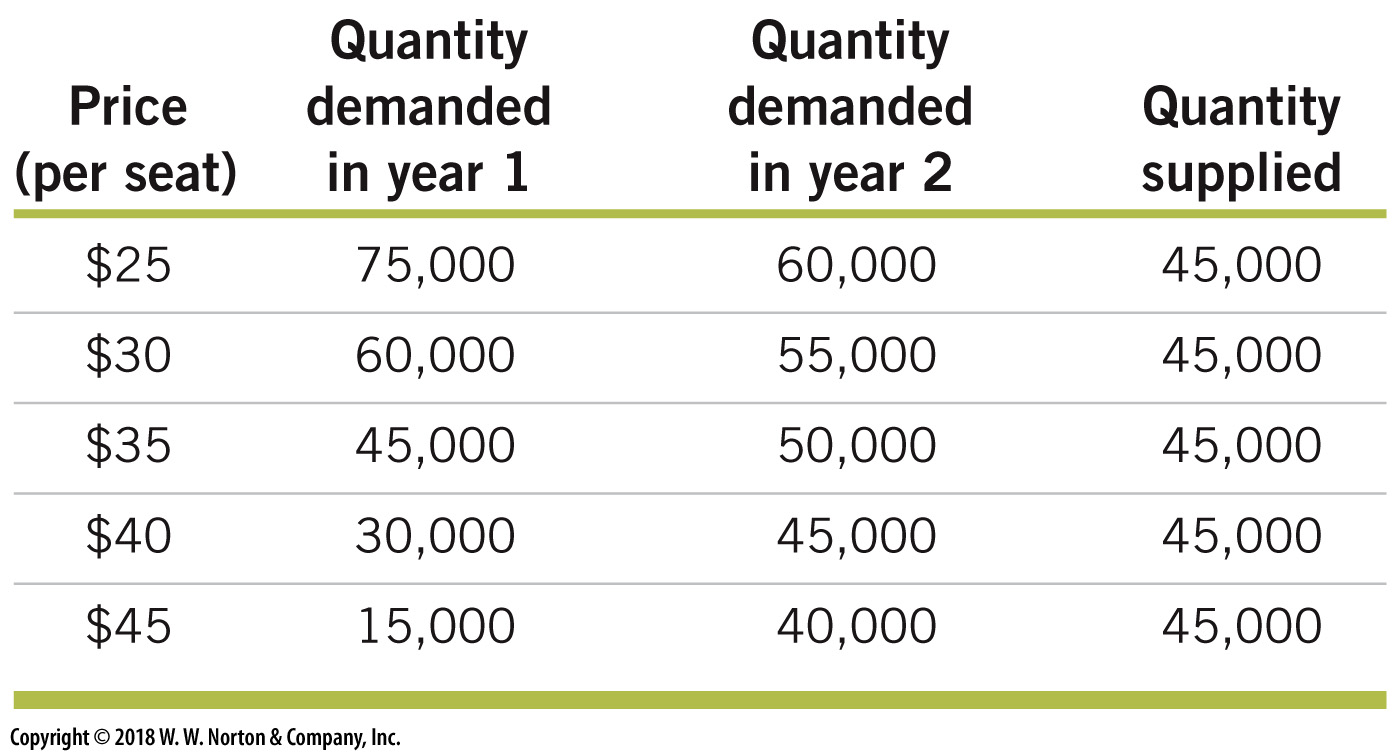 Price (per seat) Quantity demanded in year 1 Quantity demanded in year 2 Quantity supplied
$25 75,000 60,000 45,000
$30 60,000 55,000 45,000
$35 45,000 50,000 45,000
$40 30,000 45,000 45,000
$45 15,000 40,000 45,000
Copyright © 2018 W. W. Norton & Company, Inc.